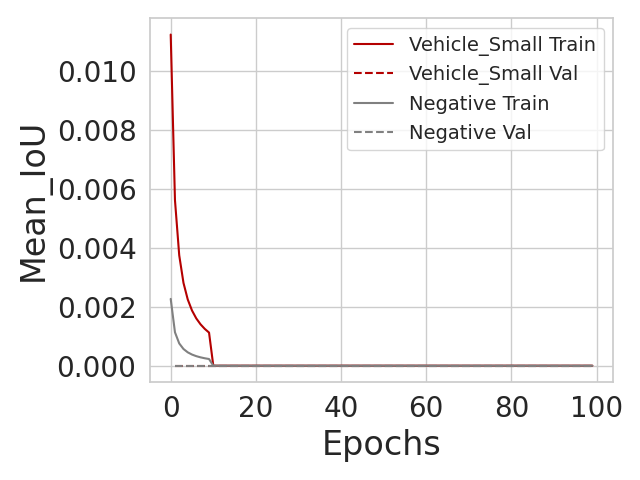 Mean_IoU
0.010
0.008
0.006
0.004
0.002
0.000
Vehicle_Small Train
Vehicle_Small Val
Negative Train
Negative Val
0 20 40 60 80 100
Epochs